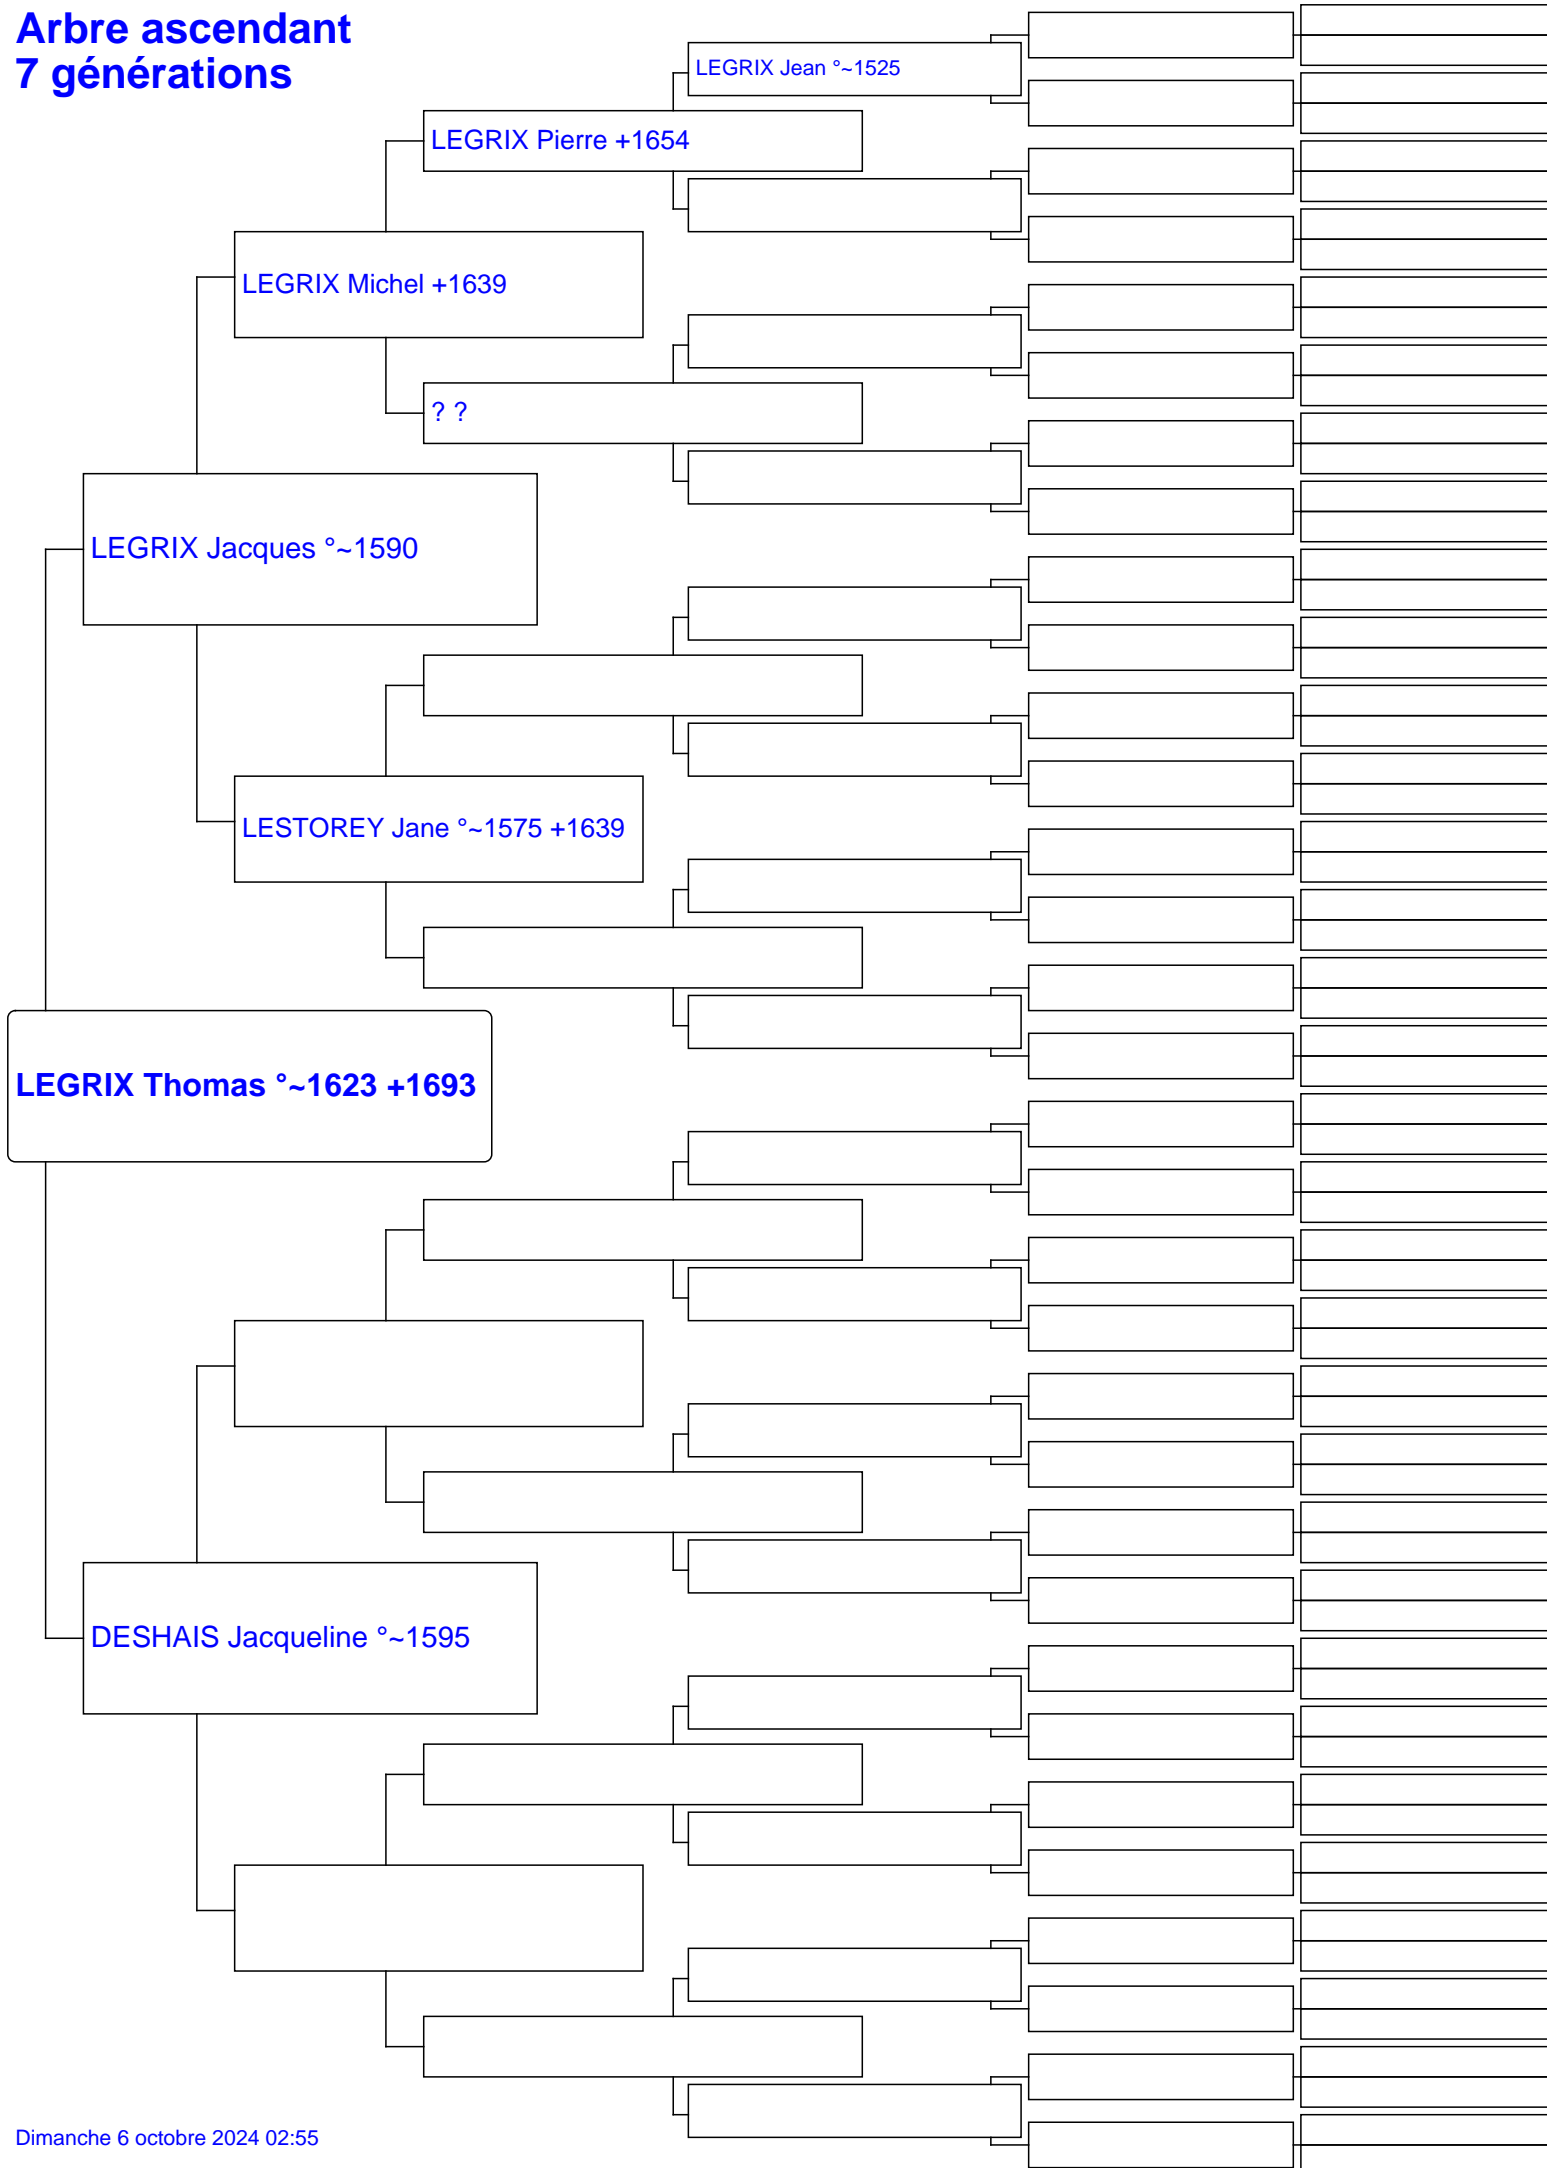 Arbre ascendant
7 générations
LEGRIX Jean °~1525
LEGRIX Pierre +1654
LEGRIX Michel +1639
? ?
LEGRIX Jacques °~1590
LESTOREY Jane °~1575 +1639
LEGRIX Thomas °~1623 +1693
DESHAIS Jacqueline °~1595
Dimanche 6 octobre 2024 02:55